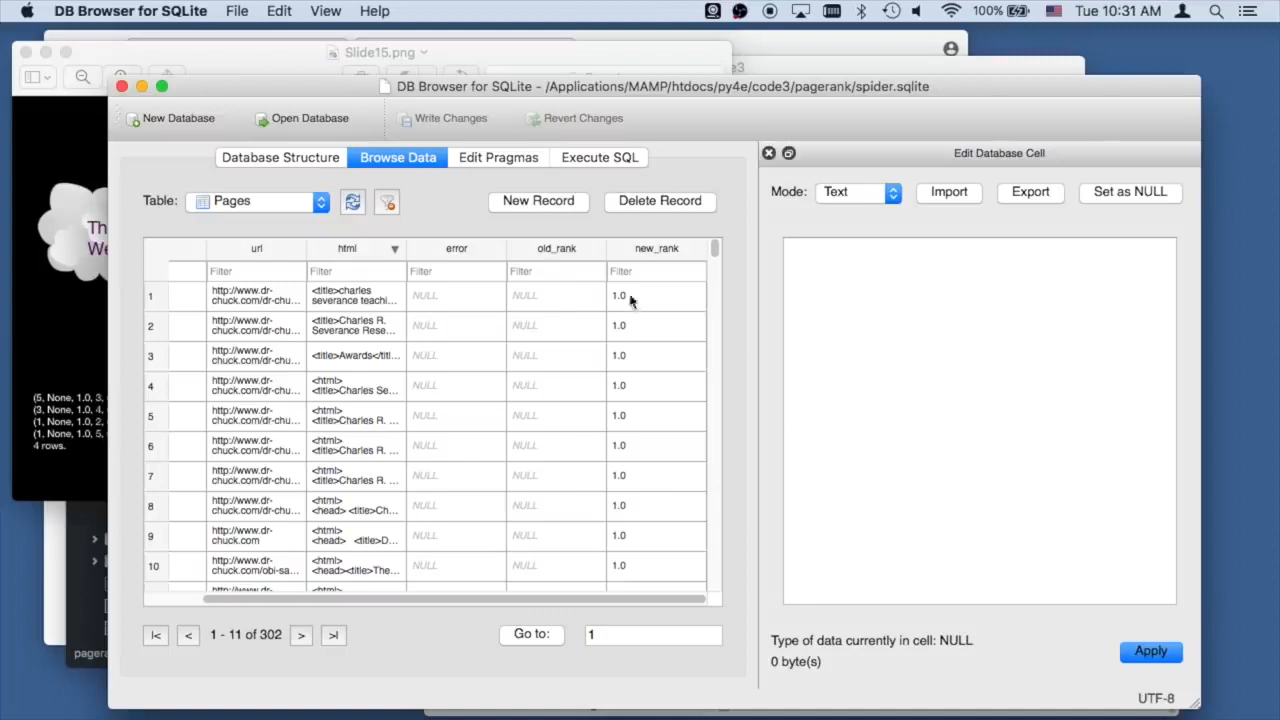 DB Browser for SQLite File Edit View Help 100% Tue 10:31 AM
Slide15.png
DB Browser for SQLite - /Applications/MAMP/htdocs/py4e/code3/pagerank/spider.sqlite
New Database Open Database Write Changes Revert Changes
Database Structure Browse Data Edit Pragmas Execute SQL
Edit Database Cell
Table: Pages New Record Delete Record
Mode: Text Import Export Set as NULL
url html error old_rank new_rank
Filter Filter Filter Filter Filter
1 http://www.dr-chuck.com/dr-chu... <title>charles severance teachi... NULL NULL 1.0
2 http://www.dr-chuck.com/dr-chu... <title>Charles R. Severance Rese... NULL NULL 1.0
3 http://www.dr-chuck.com/dr-chu... <title>Awards</titl... NULL NULL 1.0
4 http://www.dr-chuck.com/dr-chu... <html> <title>Charles Se... NULL NULL 1.0
5 http://www.dr-chuck.com/dr-chu... <html> <title>Charles R. ... NULL NULL 1.0
6 http://www.dr-chuck.com/dr-chu... <html> <title>Charles R. ... NULL NULL 1.0
7 http://www.dr-chuck.com/dr-chu... <html> <title>Charles R. ... NULL NULL 1.0
8 http://www.dr-chuck.com/dr-chu... <html> <head> <title>Ch... NULL NULL 1.0
9 http://www.dr-chuck.com <html> <head> <title>D... NULL NULL 1.0
10 http://www.dr-chuck.com/obi-sa... <html> <head><title>The... NULL NULL 1.0
(5, None, 1.0, 3,
(3, None, 1.0, 4,
(1, None, 1.0, 2,
(1, None, 1.0, 5,
4 rows.
|< < 1 - 11 of 302 > >| Go to: 1
Type of data currently in cell: NULL
0 byte(s)
Apply
UTF-8